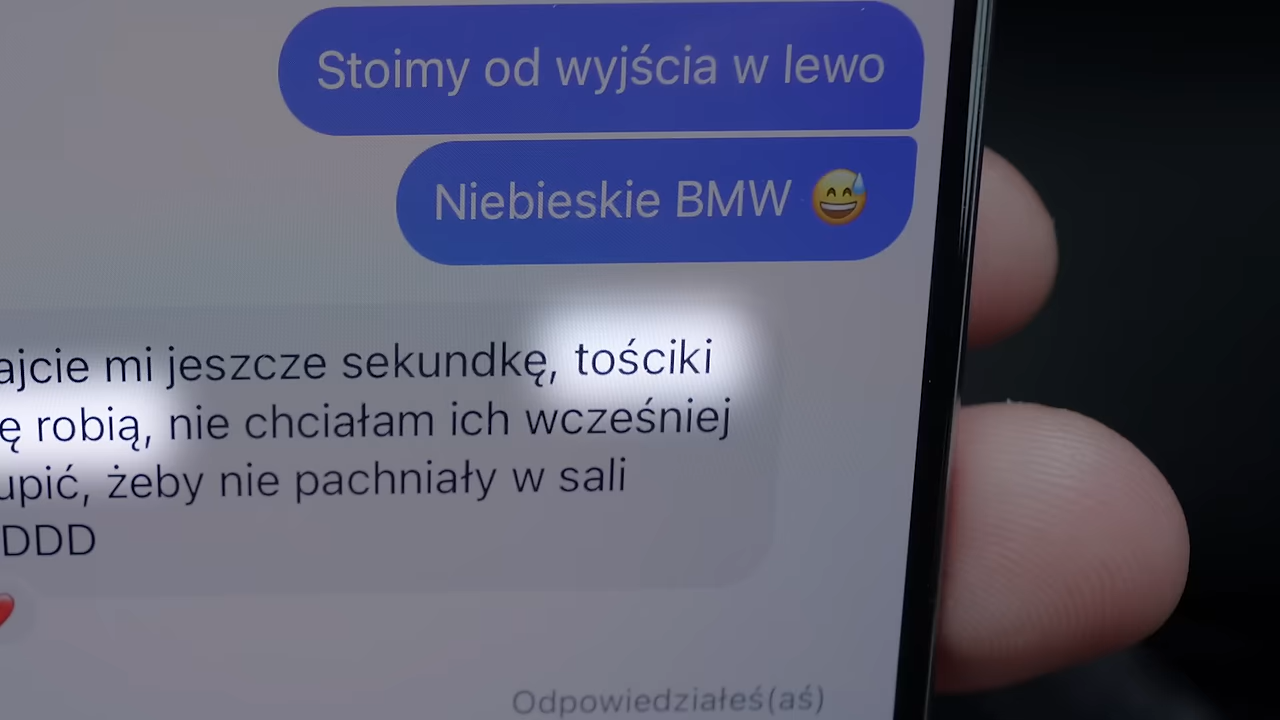 Stoimy od wyjścia w lewo
Niebieskie BMW 😅
ajcie mi jeszcze sekundkę, tościki
ę robią, nie chciałam ich wcześniej
upić, żeby nie pachniały w sali
DDD
Odpowiedziałeś(aś)